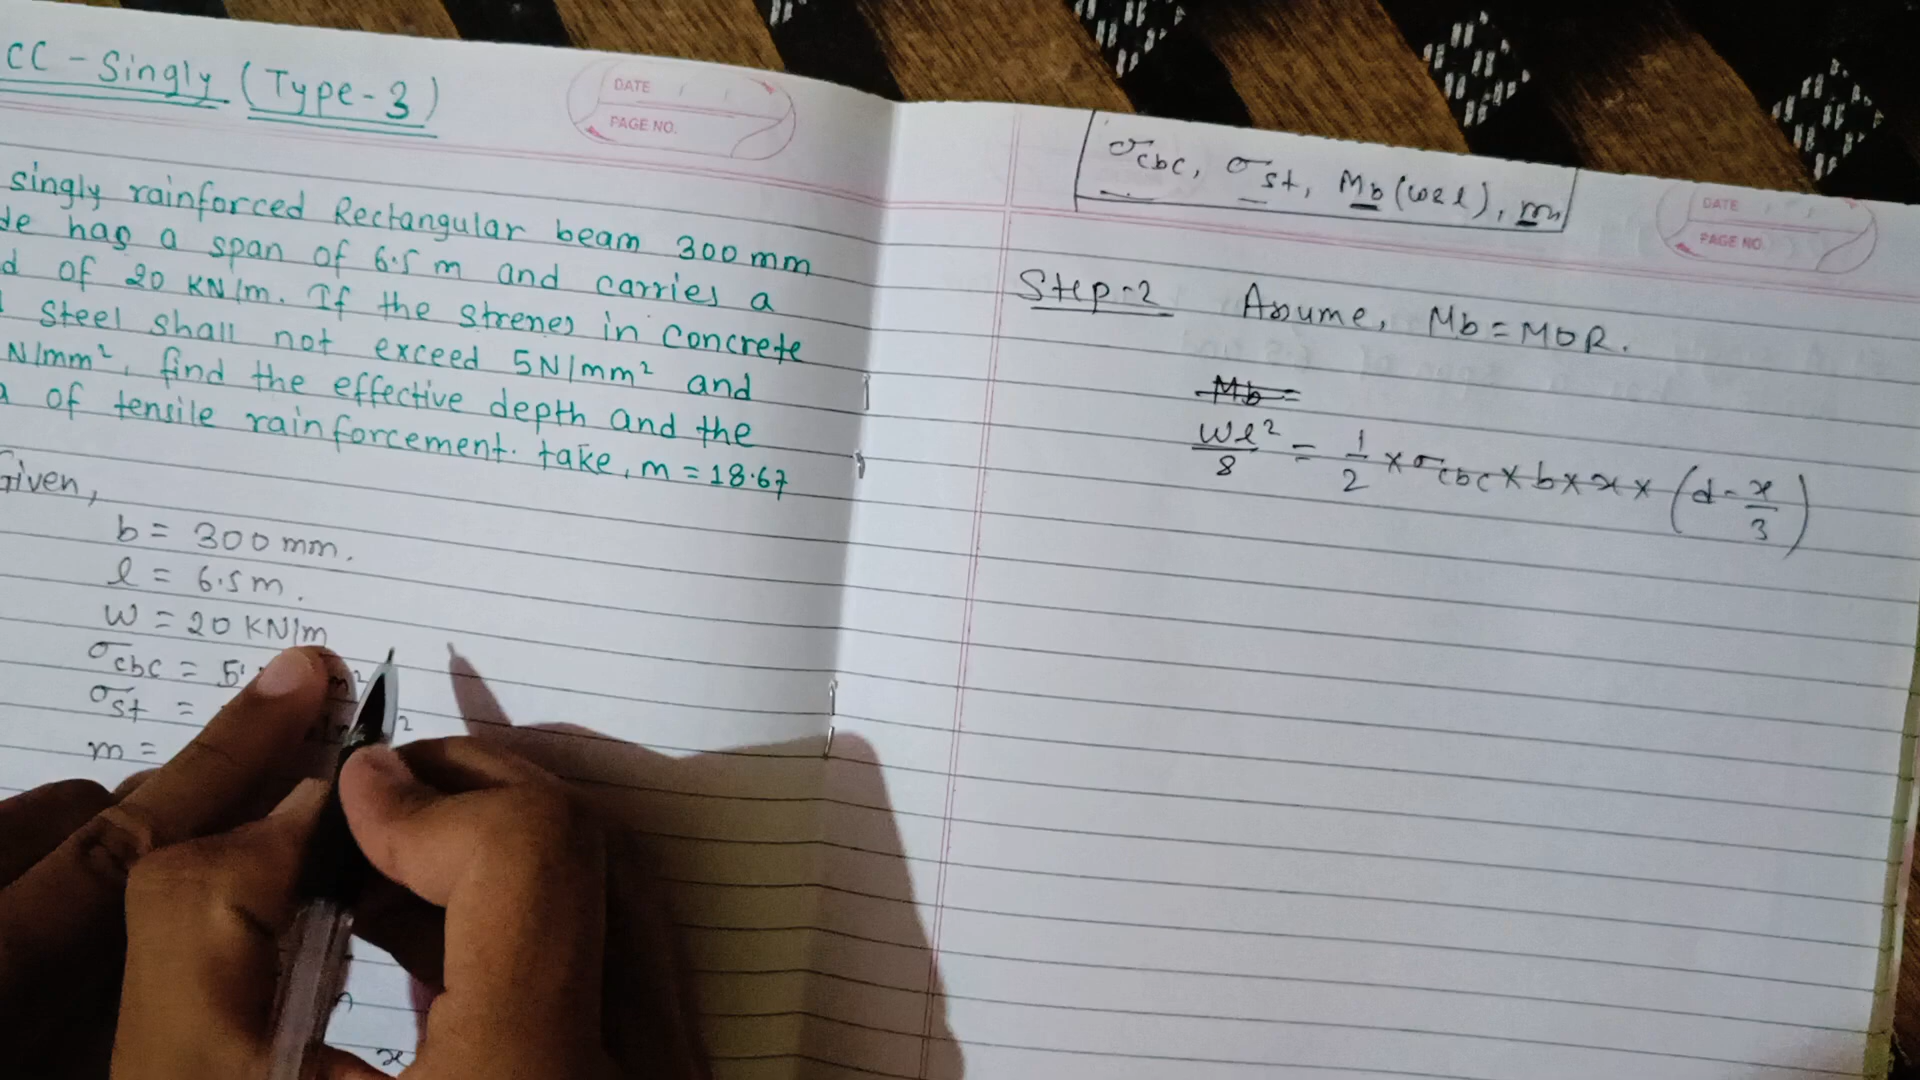 CC - Singly (Type-3)
DATE
PAGE NO.
singly rainforced Rectangular beam 300 mm
de has a span of 6.5 m and carries a
d of 20 KN/m. If the stresses in concrete
Steel shall not exceed 5N/mm² and
N/mm², find the effective depth and the
a of tensile rainforcement. take, m = 18.67
Given,
b = 300 mm.
l = 6.5 m.
W = 20 KN/m
σcbc = 5
σst =
m =
x
σcbc, σst, Mb (w&l), m
DATE
PAGE NO.
Step-2 Assume, Mb = MOR.
Mb =
Wl²/8 = 1/2 × σcbc × b × x × (d - x/3)